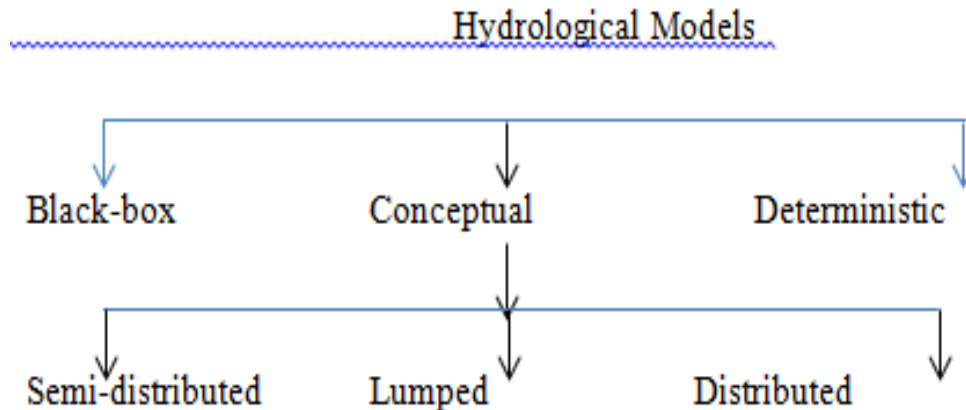 Hydrological Models
Black-box Conceptual Deterministic
Semi-distributed Lumped Distributed